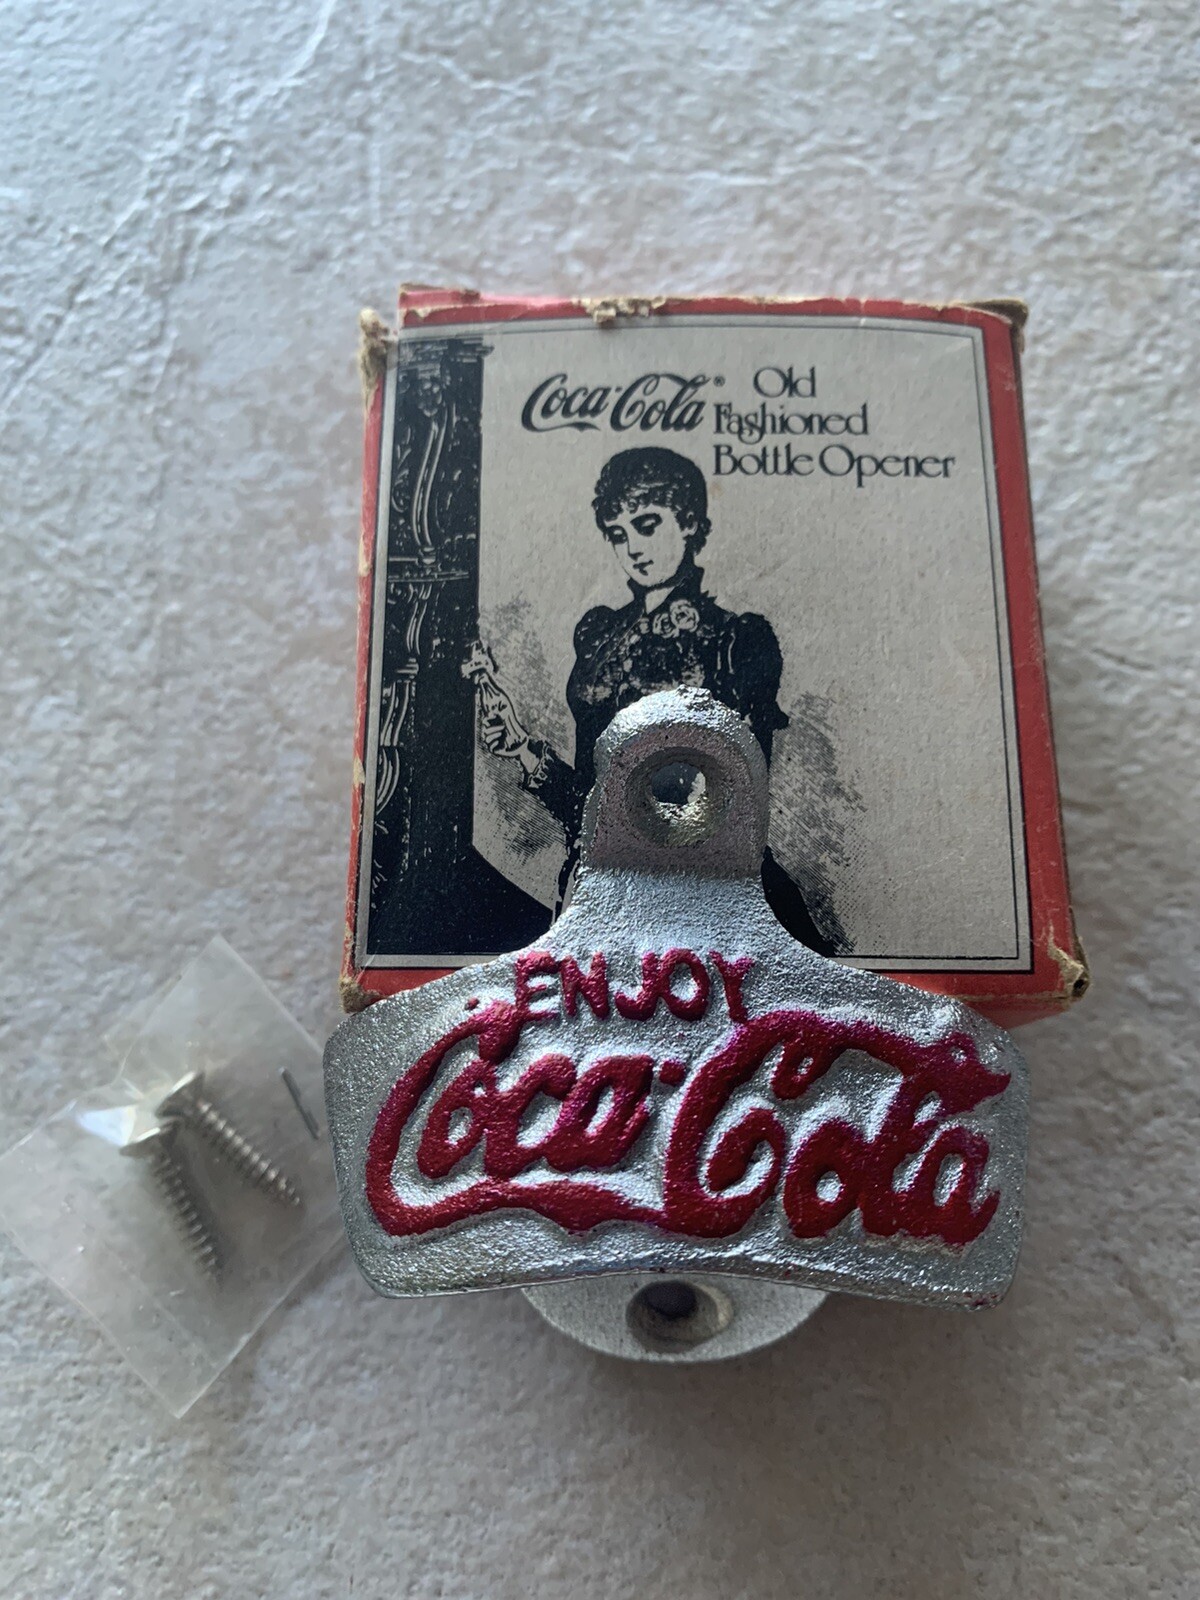 Coca-Cola® Old
Fashioned
Bottle Opener
ENJOY
Coca-Cola